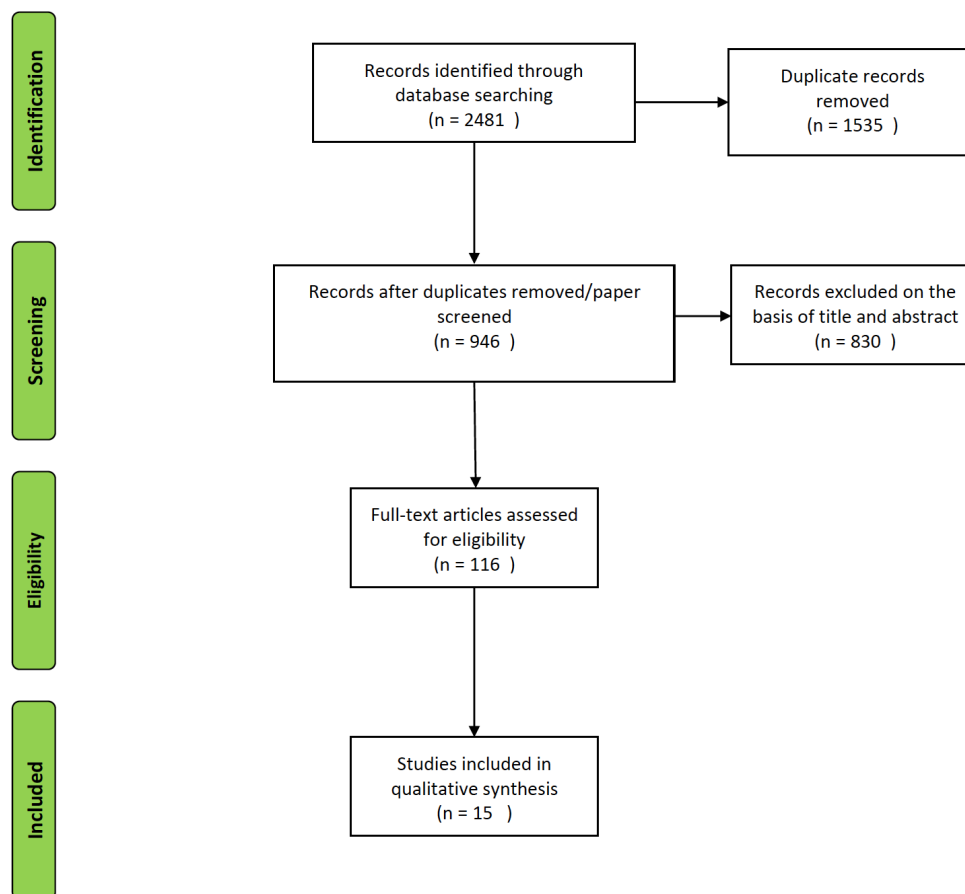 Identification
Records identified through
database searching
(n = 2481 )
Duplicate records
removed
(n = 1535 )
Screening
Records after duplicates removed/paper
screened
(n = 946 )
Records excluded on the
basis of title and abstract
(n = 830 )
Eligibility
Full-text articles assessed
for eligibility
(n = 116 )
Included
Studies included in
qualitative synthesis
(n = 15 )